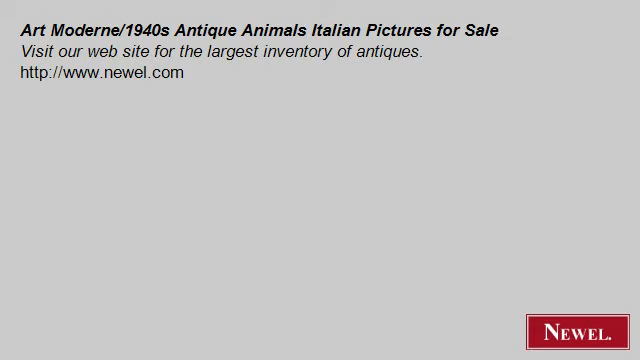 Art Moderne/1940s Antique Animals Italian Pictures for Sale
Visit our web site for the largest inventory of antiques.
http://www.newel.com
NEWEL.